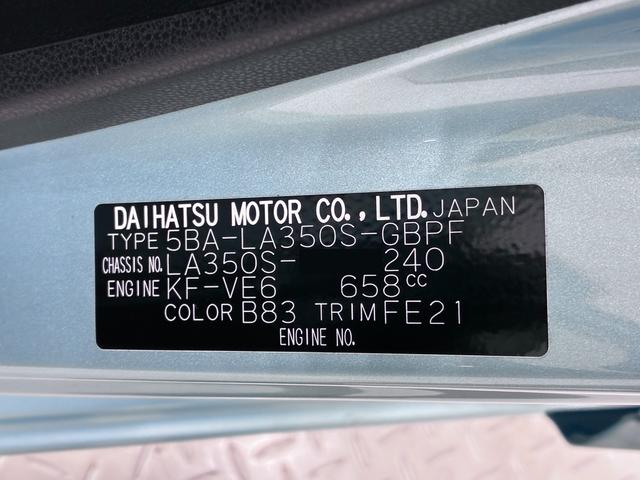 DAIHATSU MOTOR CO., LTD. JAPAN
TYPE 5BA-LA350S-GBPF
CHASSIS NO. LA350S- 240
ENGINE KF-VE6 658cc
COLOR B83 TRIM FE21
ENGINE NO.